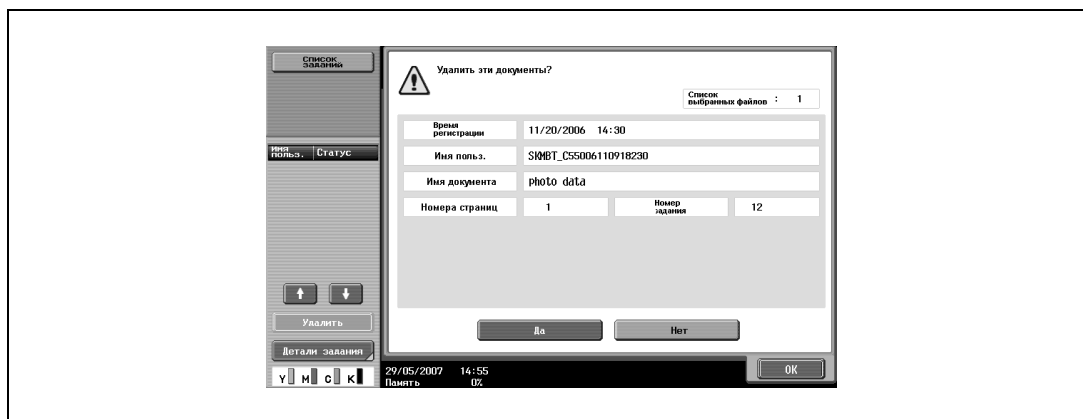 Список
заданий
Имя
польз.
Статус
Удалить
Детали задания
Y M C K
Удалить эти документы?
Список
выбранных файлов : 1
Время
регистрации
11/20/2006 14:30
Имя польз.
SKMBT_C55006110918230
Имя документа
photo data
Номера страниц
1
Номер
задания
12
Да
Нет
29/05/2007 14:55
Память 0%
OK